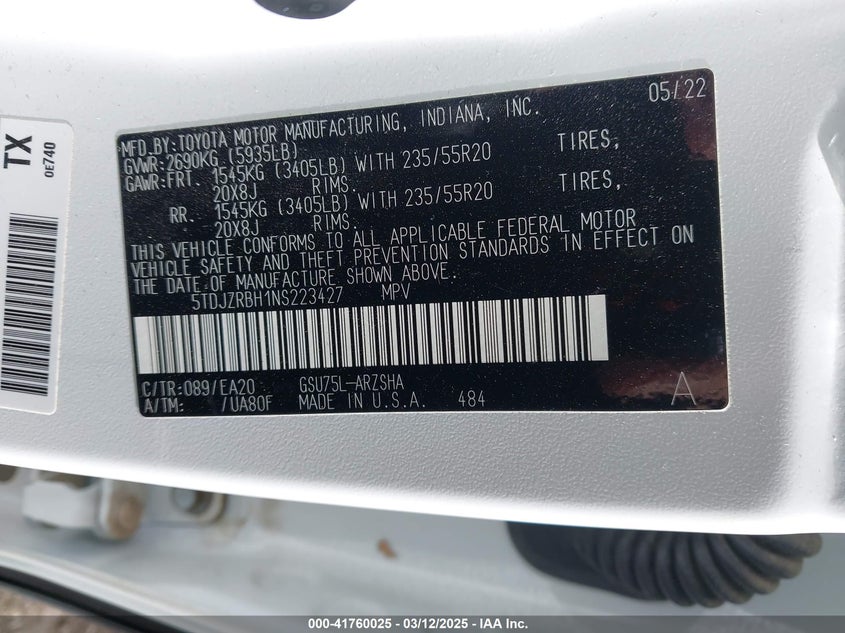 TX
0E740
05/22
MFD.BY:TOYOTA MOTOR MANUFACTURING, INDIANA, INC.
GVWR:2690KG (5935LB)
GAWR:FRT. 1545KG (3405LB) WITH 235/55R20 TIRES,
20X8J RIMS.
RR. 1545KG (3405LB) WITH 235/55R20 TIRES,
20X8J RIMS.
THIS VEHICLE CONFORMS TO ALL APPLICABLE FEDERAL MOTOR
VEHICLE SAFETY AND THEFT PREVENTION STANDARDS IN EFFECT ON
THE DATE OF MANUFACTURE SHOWN ABOVE.
5TDJZRBH1NS223427 MPV
C/TR:089/EA20 GSU75L-ARZSHA
A/TM: /UA80F MADE IN U.S.A. 484 A
000-41760025 - 03/12/2025 - IAA Inc.